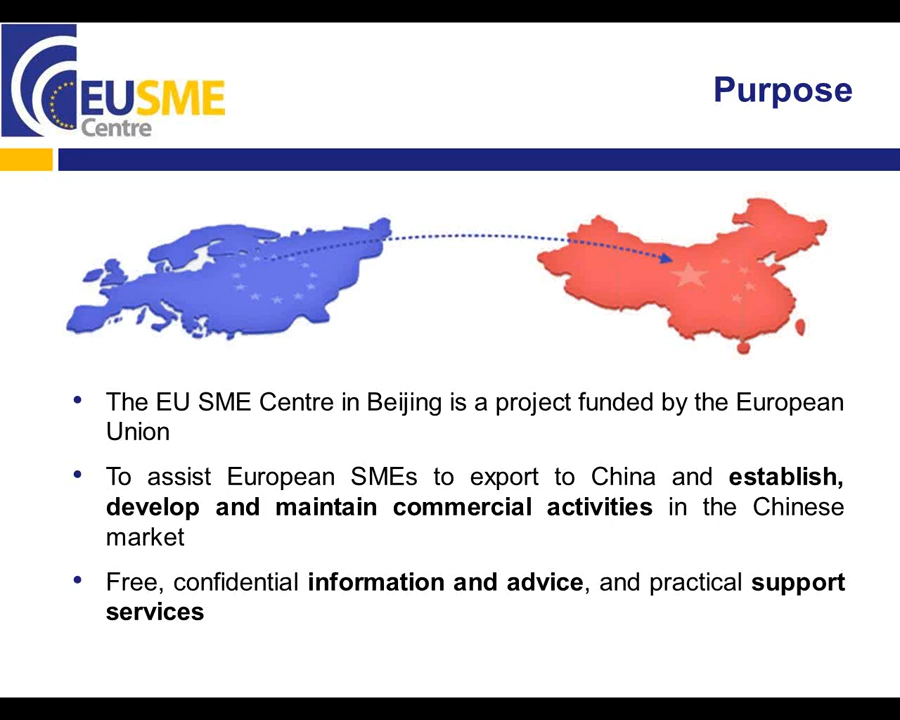 EUSME
Centre
Purpose
• The EU SME Centre in Beijing is a project funded by the European
Union
• To assist European SMEs to export to China and establish,
develop and maintain commercial activities in the Chinese
market
• Free, confidential information and advice, and practical support
services